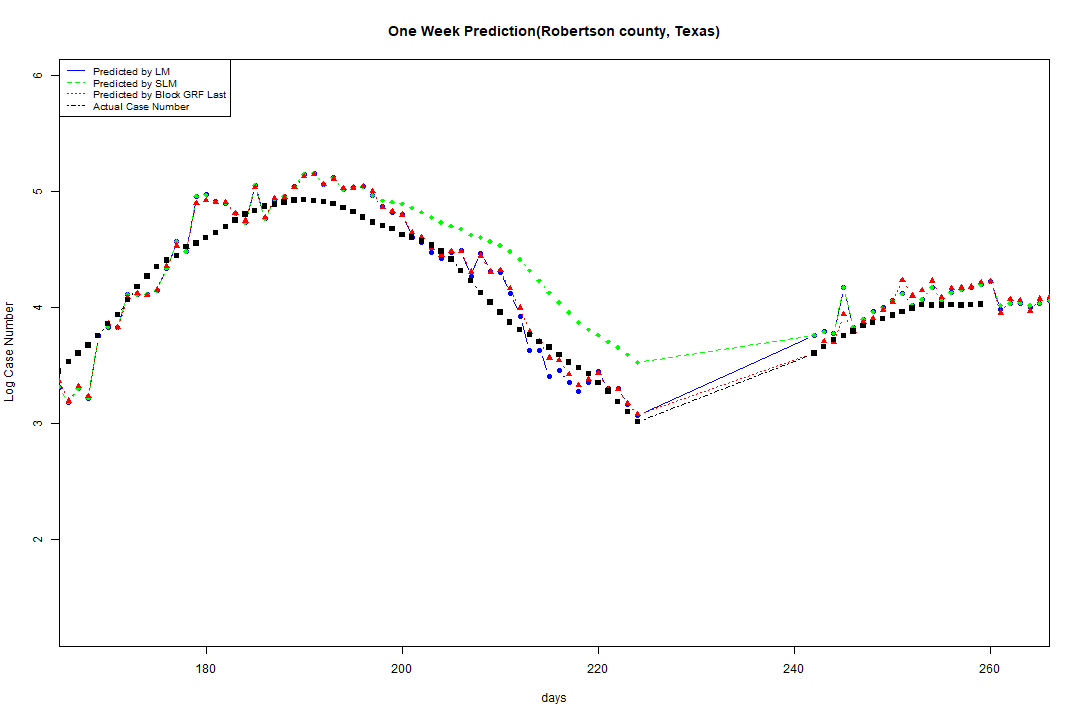 One Week Prediction(Robertson county, Texas)
Predicted by LM
Predicted by SLM
Predicted by Block GRF Last
Actual Case Number
6
5
4
3
2
Log Case Number
180
200
220
240
260
days